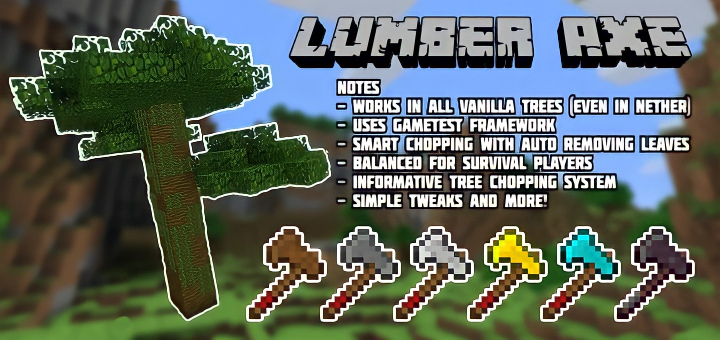 LUMBER AXE
NOTES
- WORKS IN ALL VANILLA TREES (EVEN IN NETHER)
- USES GAMETEST FRAMEWORK
- SMART CHOPPING WITH AUTO REMOVING LEAVES
- BALANCED FOR SURVIVAL PLAYERS
- INFORMATIVE TREE CHOPPING SYSTEM
- SIMPLE TWEAKS AND MORE!